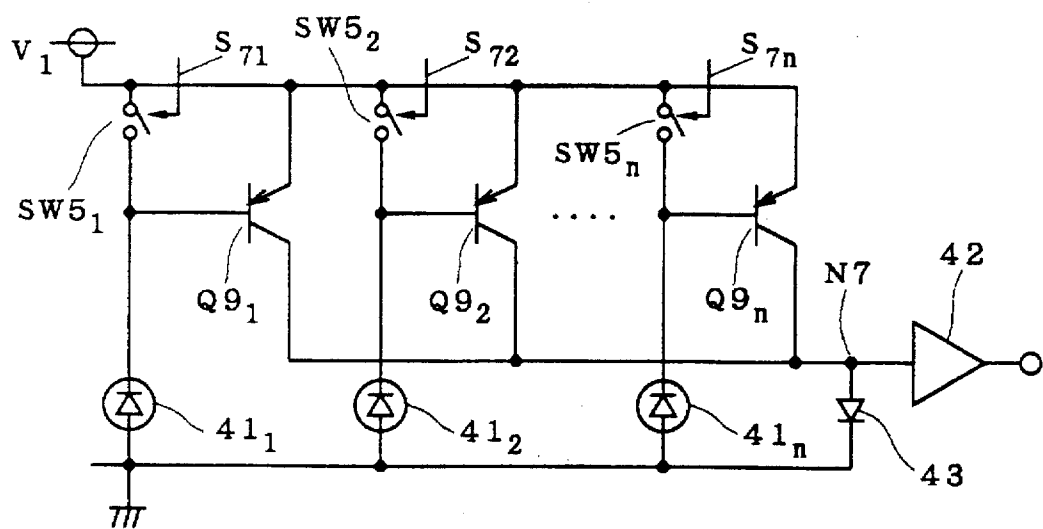 V₁
SW5₂
S₇₁
S₇₂
S₇ₙ
SW5₁
SW5ₙ
Q9₁
Q9₂
....
Q9ₙ
N7
42
41₁
41₂
41ₙ
43